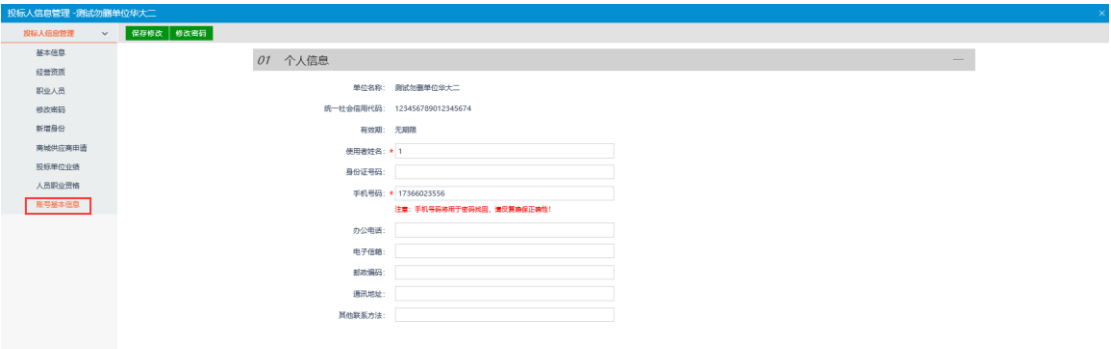 投标人信息管理 -测试勿删单位华大二
×
投标人信息管理
保存修改 修改密码
基本信息
经营资质
职业人员
修改密码
新增身份
商城供应商申请
投标单位业绩
人员职业资格
账号基本信息
01 个人信息 —
单位名称: 测试勿删单位华大二
统一社会信用代码: 123456789012345674
有效期: 无期限
使用者姓名: * 1
身份证号码:
手机号码: * 17366023556
注意: 手机号码将用于密码找回, 请反复确保正确性!
办公电话:
电子信箱:
邮政编码:
通讯地址:
其他联系方法: